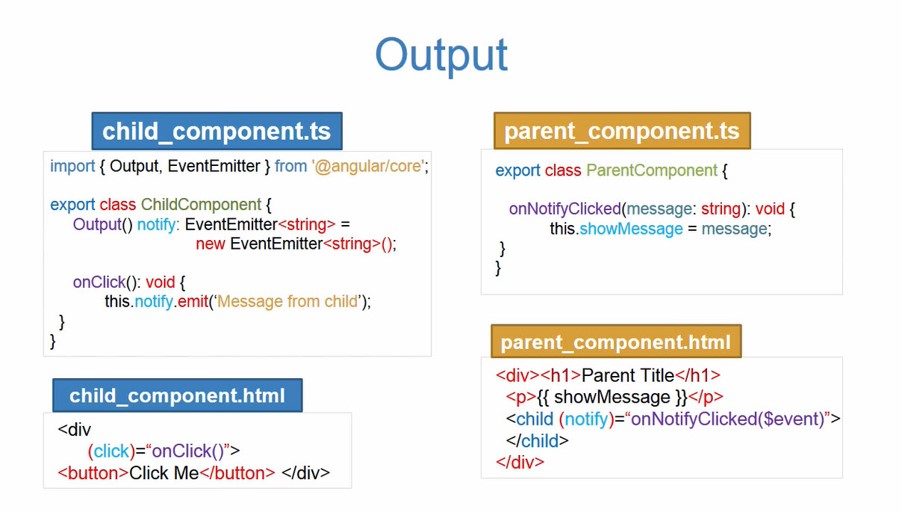 Output
child_component.ts
import { Output, EventEmitter } from '@angular/core';
export class ChildComponent {
Output() notify: EventEmitter<string> =
new EventEmitter<string>();
onClick(): void {
this.notify.emit(‘Message from child’);
}
}
child_component.html
<div
(click)=“onClick()”>
<button>Click Me</button> </div>
parent_component.ts
export class ParentComponent {
onNotifyClicked(message: string): void {
this.showMessage = message;
}
}
parent_component.html
<div><h1>Parent Title</h1>
<p>{{ showMessage }}</p>
<child (notify)=“onNotifyClicked($event)”>
</child>
</div>